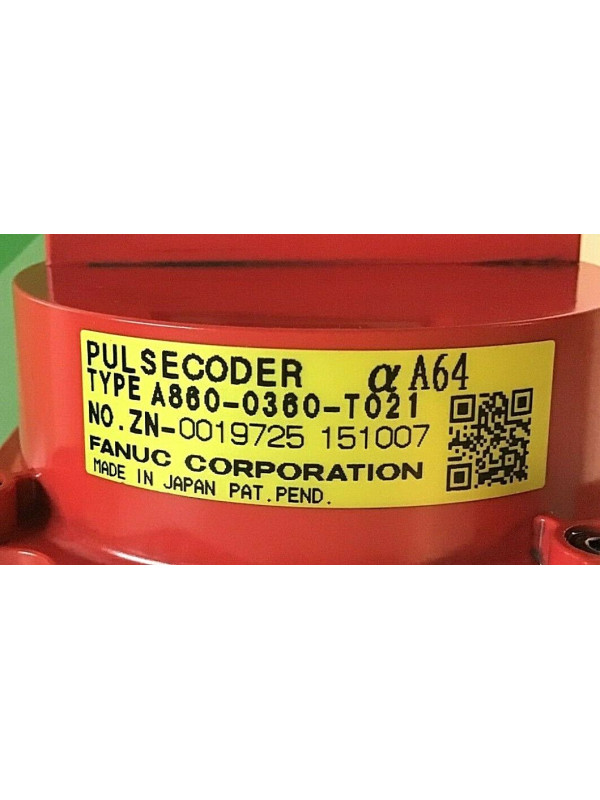 PULSECODER αA64
TYPE A860-0360-T021
NO.ZN-0019725 151007
FANUC CORPORATION
MADE IN JAPAN PAT.PEND.